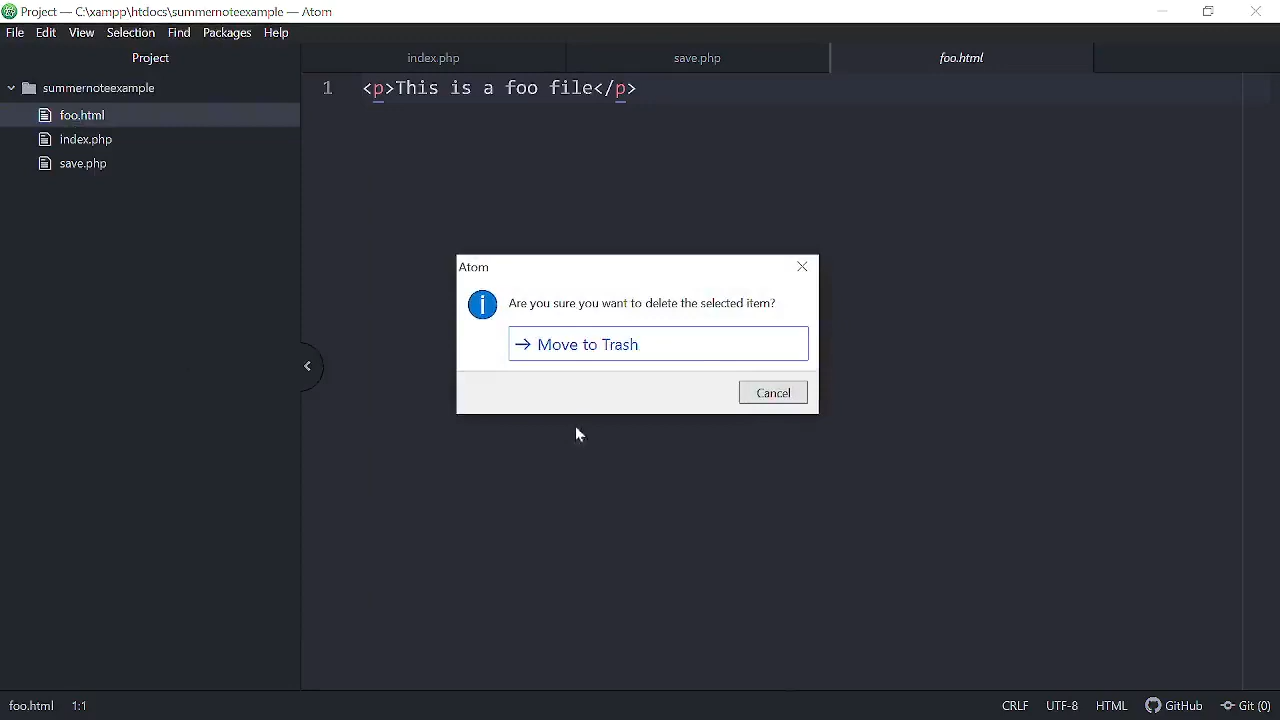 Project — C:\xampp\htdocs\summernoteexample — Atom
File Edit View Selection Find Packages Help
Project
index.php
save.php
foo.html
summernoteexample
foo.html
index.php
save.php
1 <p>This is a foo file</p>
Atom
Are you sure you want to delete the selected item?
→ Move to Trash
Cancel
foo.html 1:1
CRLF UTF-8 HTML GitHub Git (0)